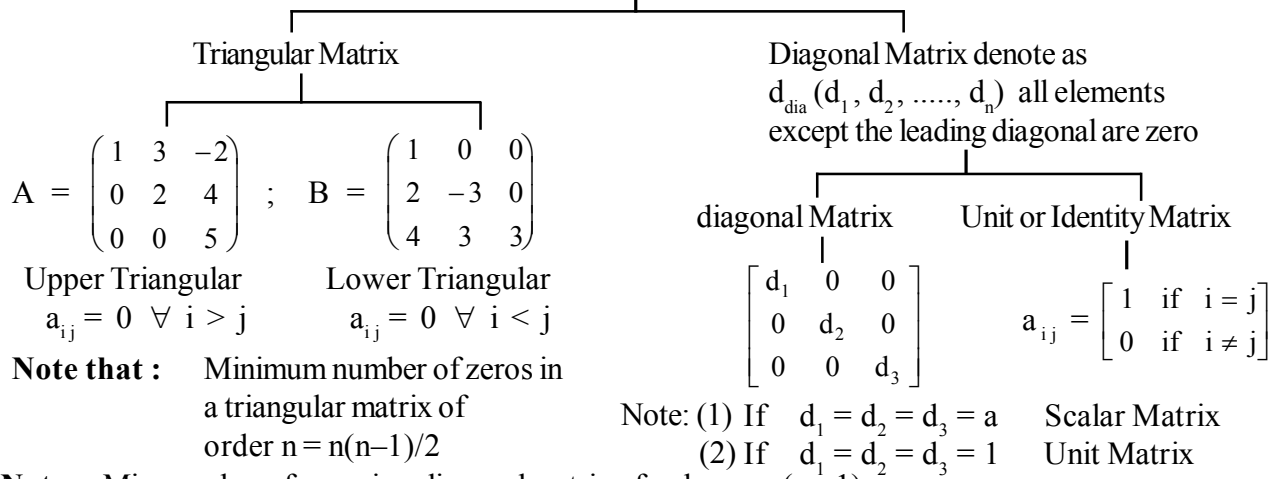 Triangular Matrix
A = (1 3 −2
0 2 4
0 0 5) ; B = (1 0 0
2 −3 0
4 3 3)
Upper Triangular
a_ij = 0 ∀ i > j
Lower Triangular
a_ij = 0 ∀ i < j
Note that : Minimum number of zeros in
a triangular matrix of
order n = n(n–1)/2
Diagonal Matrix denote as
d_dia (d_1, d_2, ....., d_n) all elements
except the leading diagonal are zero
diagonal Matrix
[d_1 0 0
0 d_2 0
0 0 d_3]
Unit or Identity Matrix
a_ij = [1 if i = j
0 if i ≠ j]
Note: (1) If d_1 = d_2 = d_3 = a Scalar Matrix
(2) If d_1 = d_2 = d_3 = 1 Unit Matrix